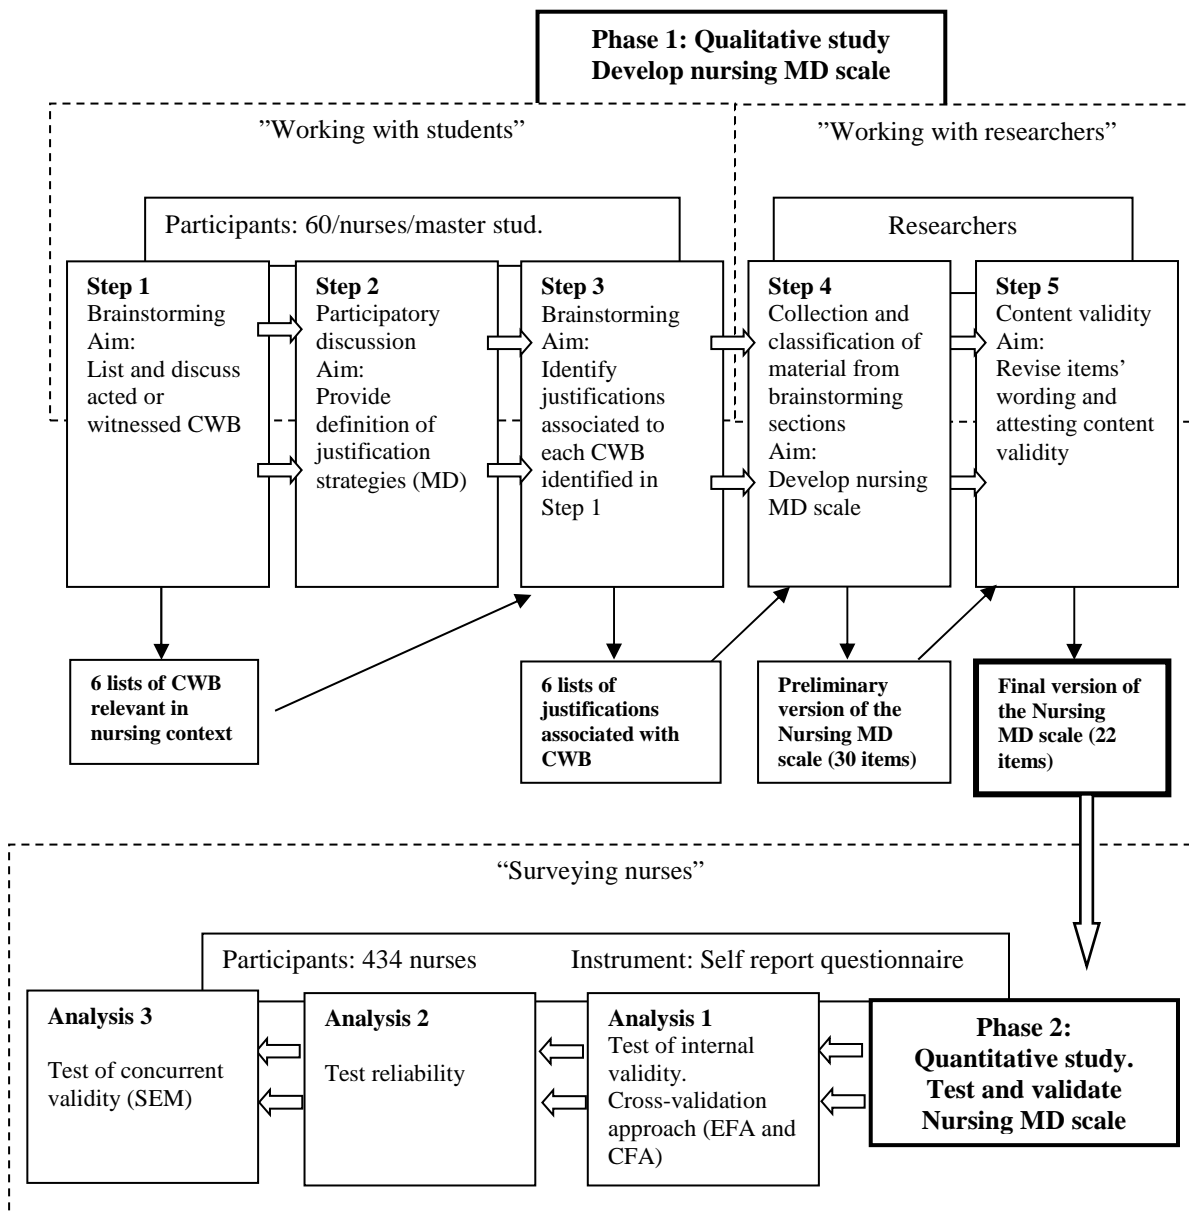 Phase 1: Qualitative study
Develop nursing MD scale
”Working with students”
”Working with researchers”
Participants: 60/nurses/master stud.
Researchers
Step 1
Brainstorming
Aim:
List and discuss
acted or
witnessed CWB
Step 2
Participatory
discussion
Aim:
Provide
definition of
justification
strategies (MD)
Step 3
Brainstorming
Aim:
Identify
justifications
associated to
each CWB
identified in
Step 1
Step 4
Collection and
classification of
material from
brainstorming
sections
Aim:
Develop nursing
MD scale
Step 5
Content validity
Aim:
Revise items’
wording and
attesting content
validity
6 lists of CWB
relevant in
nursing context
6 lists of
justifications
associated with
CWB
Preliminary
version of the
Nursing MD
scale (30 items)
Final version of
the Nursing
MD scale (22
items)
“Surveying nurses”
Participants: 434 nurses
Instrument: Self report questionnaire
Analysis 3
Test of concurrent
validity (SEM)
Analysis 2
Test reliability
Analysis 1
Test of internal
validity.
Cross-validation
approach (EFA and
CFA)
Phase 2:
Quantitative study.
Test and validate
Nursing MD scale